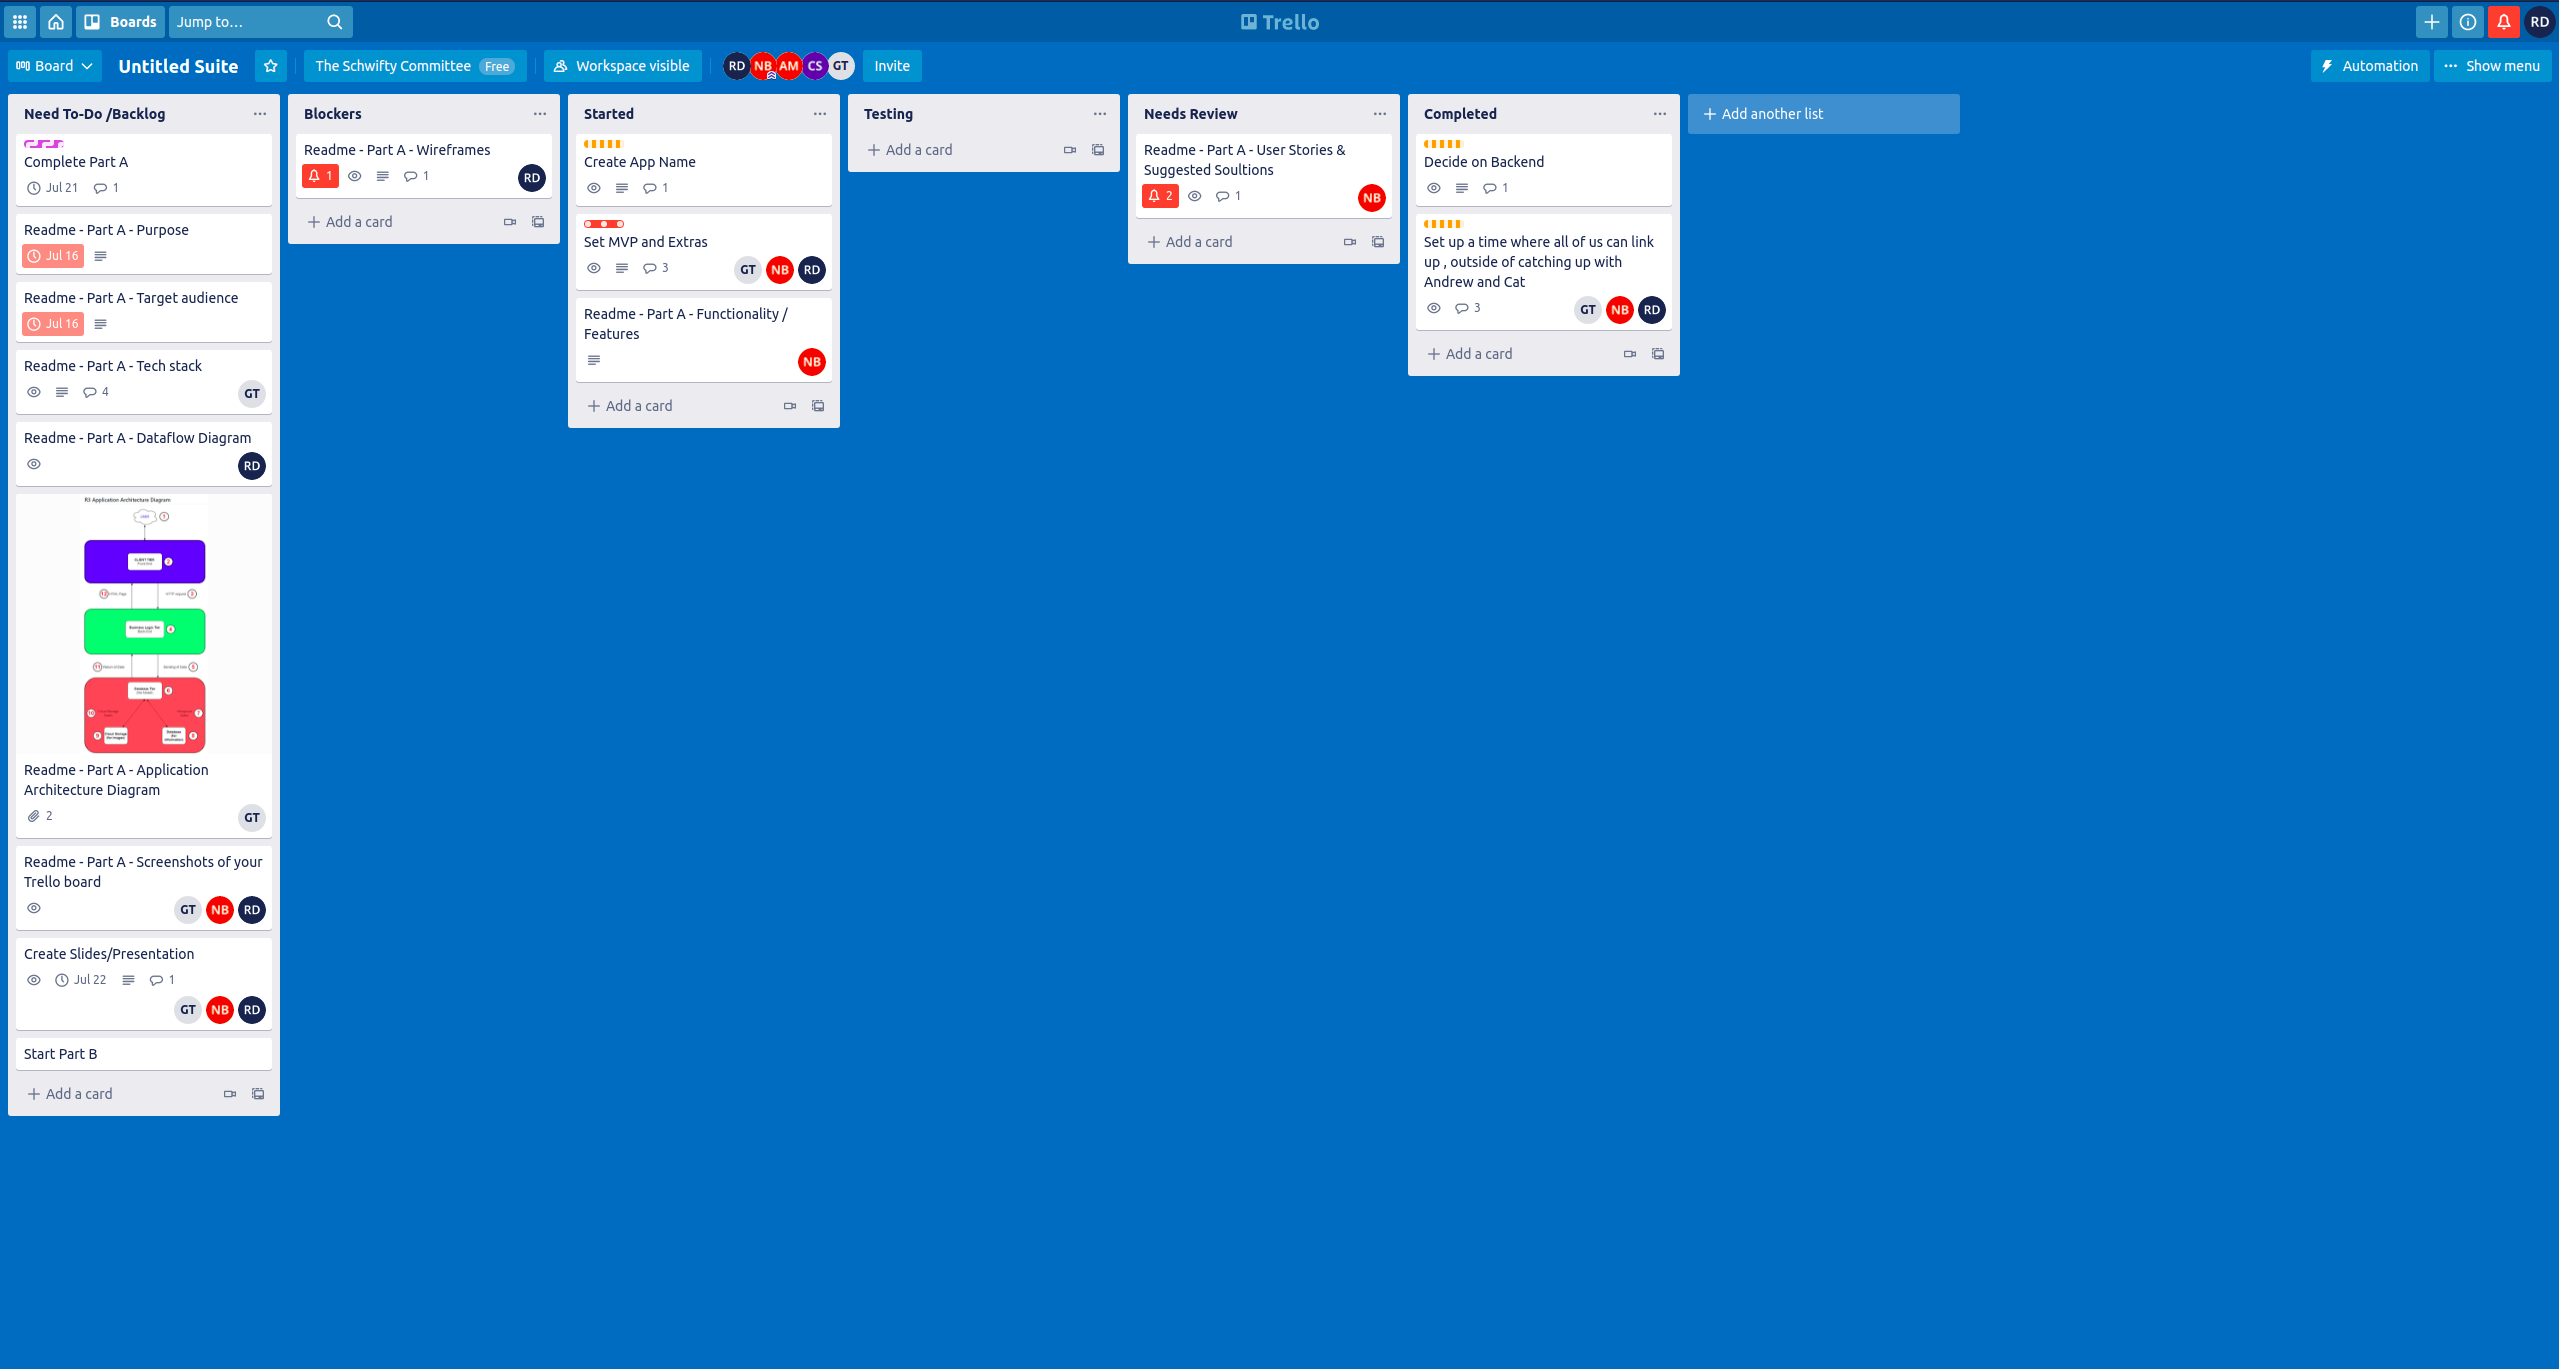 Boards
Jump to...
Trello
RD
Board
Untitled Suite
The Schwifty Committee Free
Workspace visible
RD NB AM CS GT
Invite
Automation
Show menu
Need To-Do /Backlog
Complete Part A
Jul 21 1
Readme - Part A - Purpose
Jul 16
Readme - Part A - Target audience
Jul 16
Readme - Part A - Tech stack
4
GT
Readme - Part A - Dataflow Diagram
RD
R3 Application Architecture Diagram
Readme - Part A - Application
Architecture Diagram
2
GT
Readme - Part A - Screenshots of your
Trello board
GT NB RD
Create Slides/Presentation
Jul 22 1
GT NB RD
Start Part B
Add a card
Blockers
Readme - Part A - Wireframes
1 1
RD
Add a card
Started
Create App Name
1
Set MVP and Extras
3
GT NB RD
Readme - Part A - Functionality /
Features
NB
Add a card
Testing
Add a card
Needs Review
Readme - Part A - User Stories &
Suggested Soultions
2 1
NB
Add a card
Completed
Decide on Backend
1
Set up a time where all of us can link
up , outside of catching up with
Andrew and Cat
3
GT NB RD
Add a card
Add another list